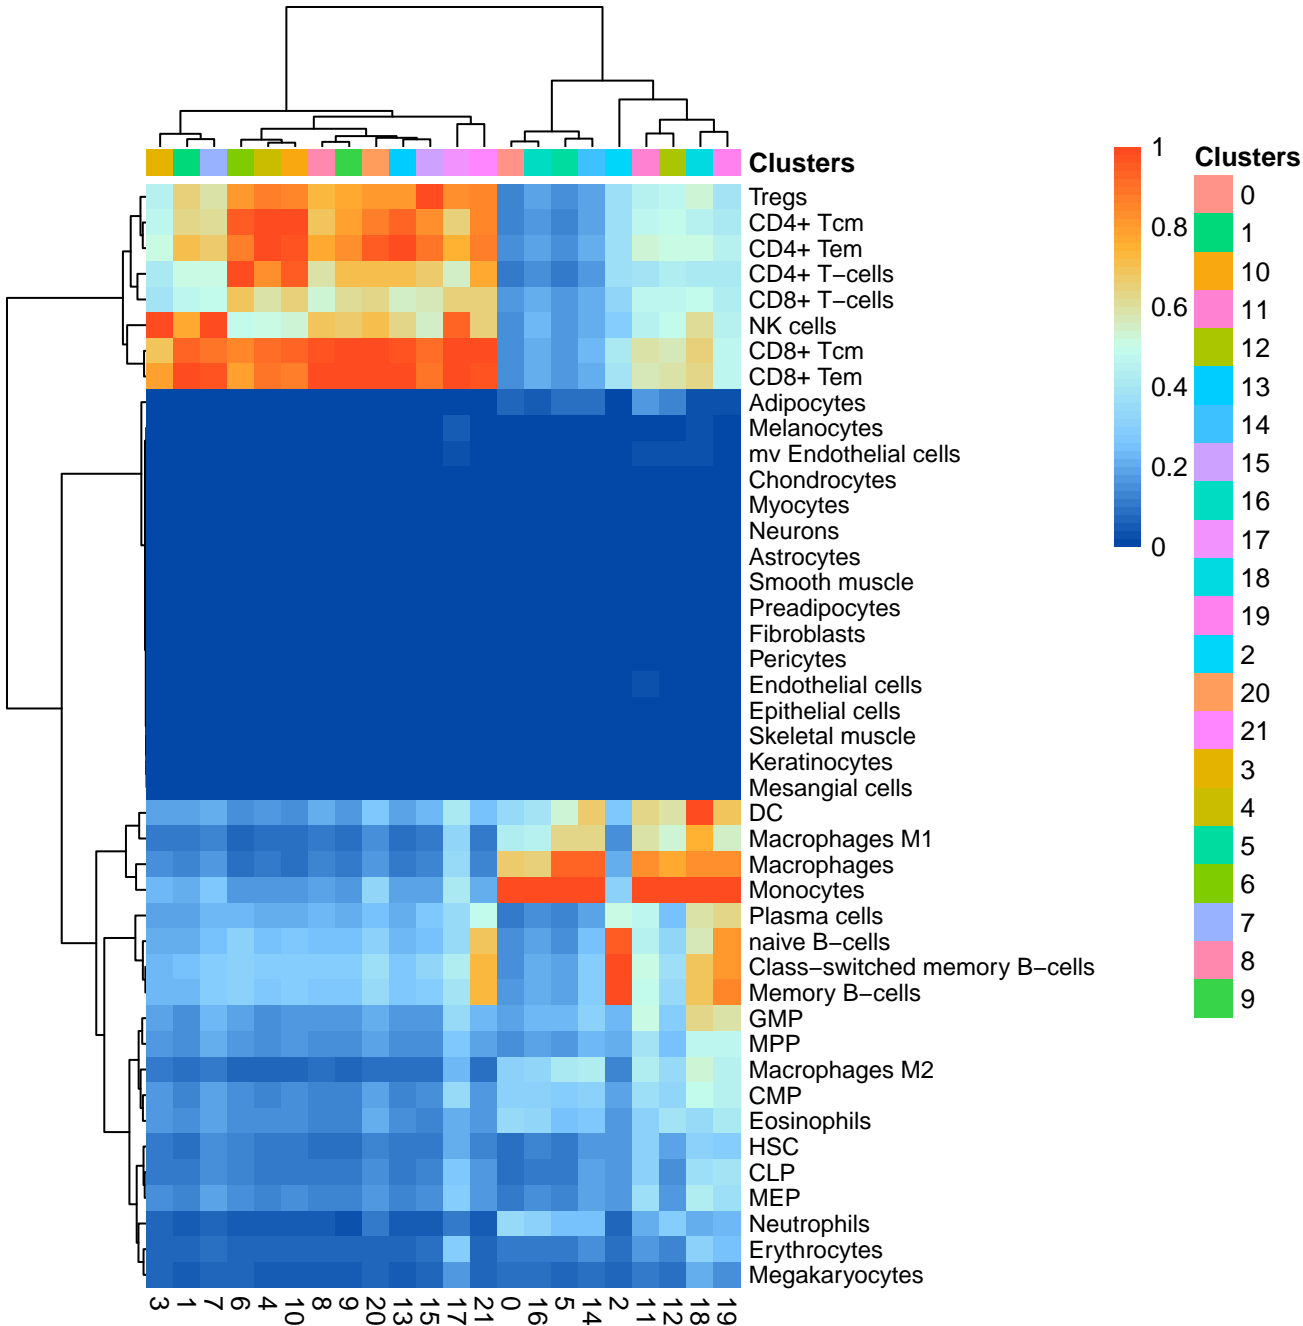 Clusters
Tregs
CD4+ Tcm
CD4+ Tem
CD4+ T−cells
CD8+ T−cells
NK cells
CD8+ Tcm
CD8+ Tem
Adipocytes
Melanocytes
mv Endothelial cells
Chondrocytes
Myocytes
Neurons
Astrocytes
Smooth muscle
Preadipocytes
Fibroblasts
Pericytes
Endothelial cells
Epithelial cells
Skeletal muscle
Keratinocytes
Mesangial cells
DC
Macrophages M1
Macrophages
Monocytes
Plasma cells
naive B−cells
Class−switched memory B−cells
Memory B−cells
GMP
MPP
Macrophages M2
CMP
Eosinophils
HSC
CLP
MEP
Neutrophils
Erythrocytes
Megakaryocytes
3 1 7 6 4 10 8 9 20 13 15 17 21 0 16 5 14 2 11 12 18 19
1
0.8
0.6
0.4
0.2
0
Clusters
0
1
10
11
12
13
14
15
16
17
18
19
2
20
21
3
4
5
6
7
8
9